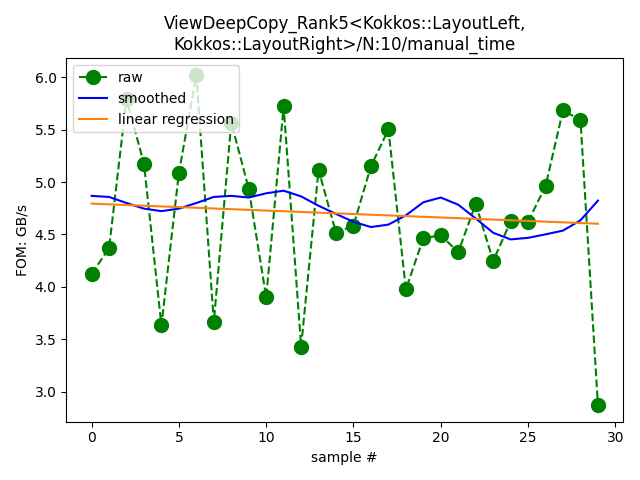 ViewDeepCopy_Rank5<Kokkos::LayoutLeft,
Kokkos::LayoutRight>/N:10/manual_time
raw
smoothed
linear regression
FOM: GB/s
6.0
5.5
5.0
4.5
4.0
3.5
3.0
0
5
10
15
20
25
30
sample #